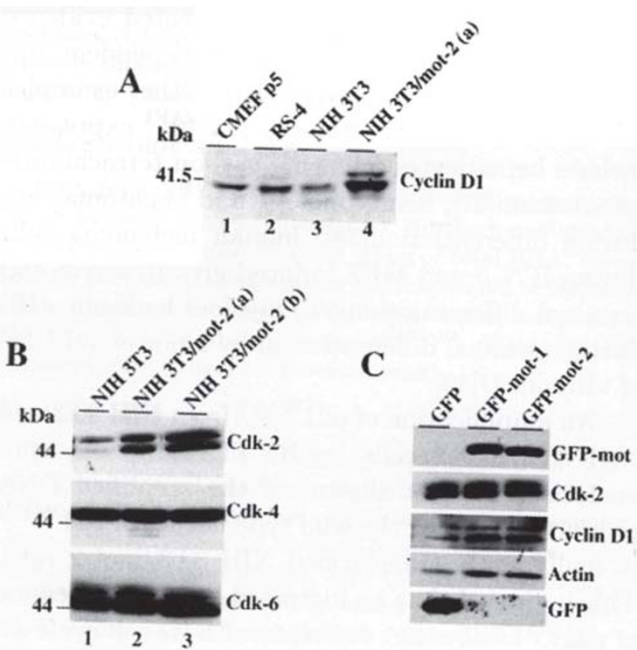 A
CMEF p5
RS-4
NIH 3T3
NIH 3T3/mot-2 (a)
kDa
41.5
Cyclin D1
1 2 3 4
B
NIH 3T3
NIH 3T3/mot-2 (a)
NIH 3T3/mot-2 (b)
kDa
44
Cdk-2
44
Cdk-4
44
Cdk-6
1 2 3
C
GFP
GFP-mot-1
GFP-mot-2
GFP-mot
Cdk-2
Cyclin D1
Actin
GFP